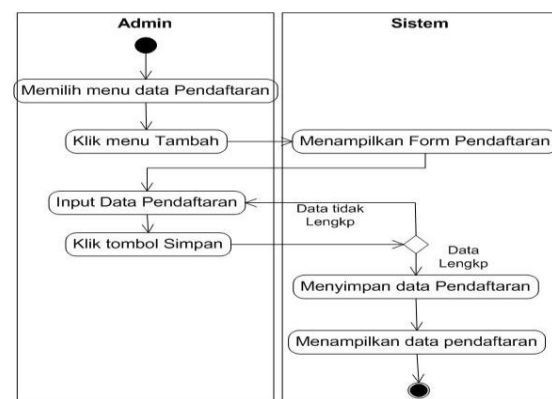 Admin
Sistem
Memilih menu data Pendaftaran
Klik menu Tambah
Menampilkan Form Pendaftaran
Input Data Pendaftaran
Data tidak
Lengkp
Klik tombol Simpan
Data
Lengkp
Menyimpan data Pendaftaran
Menampilkan data pendaftaran